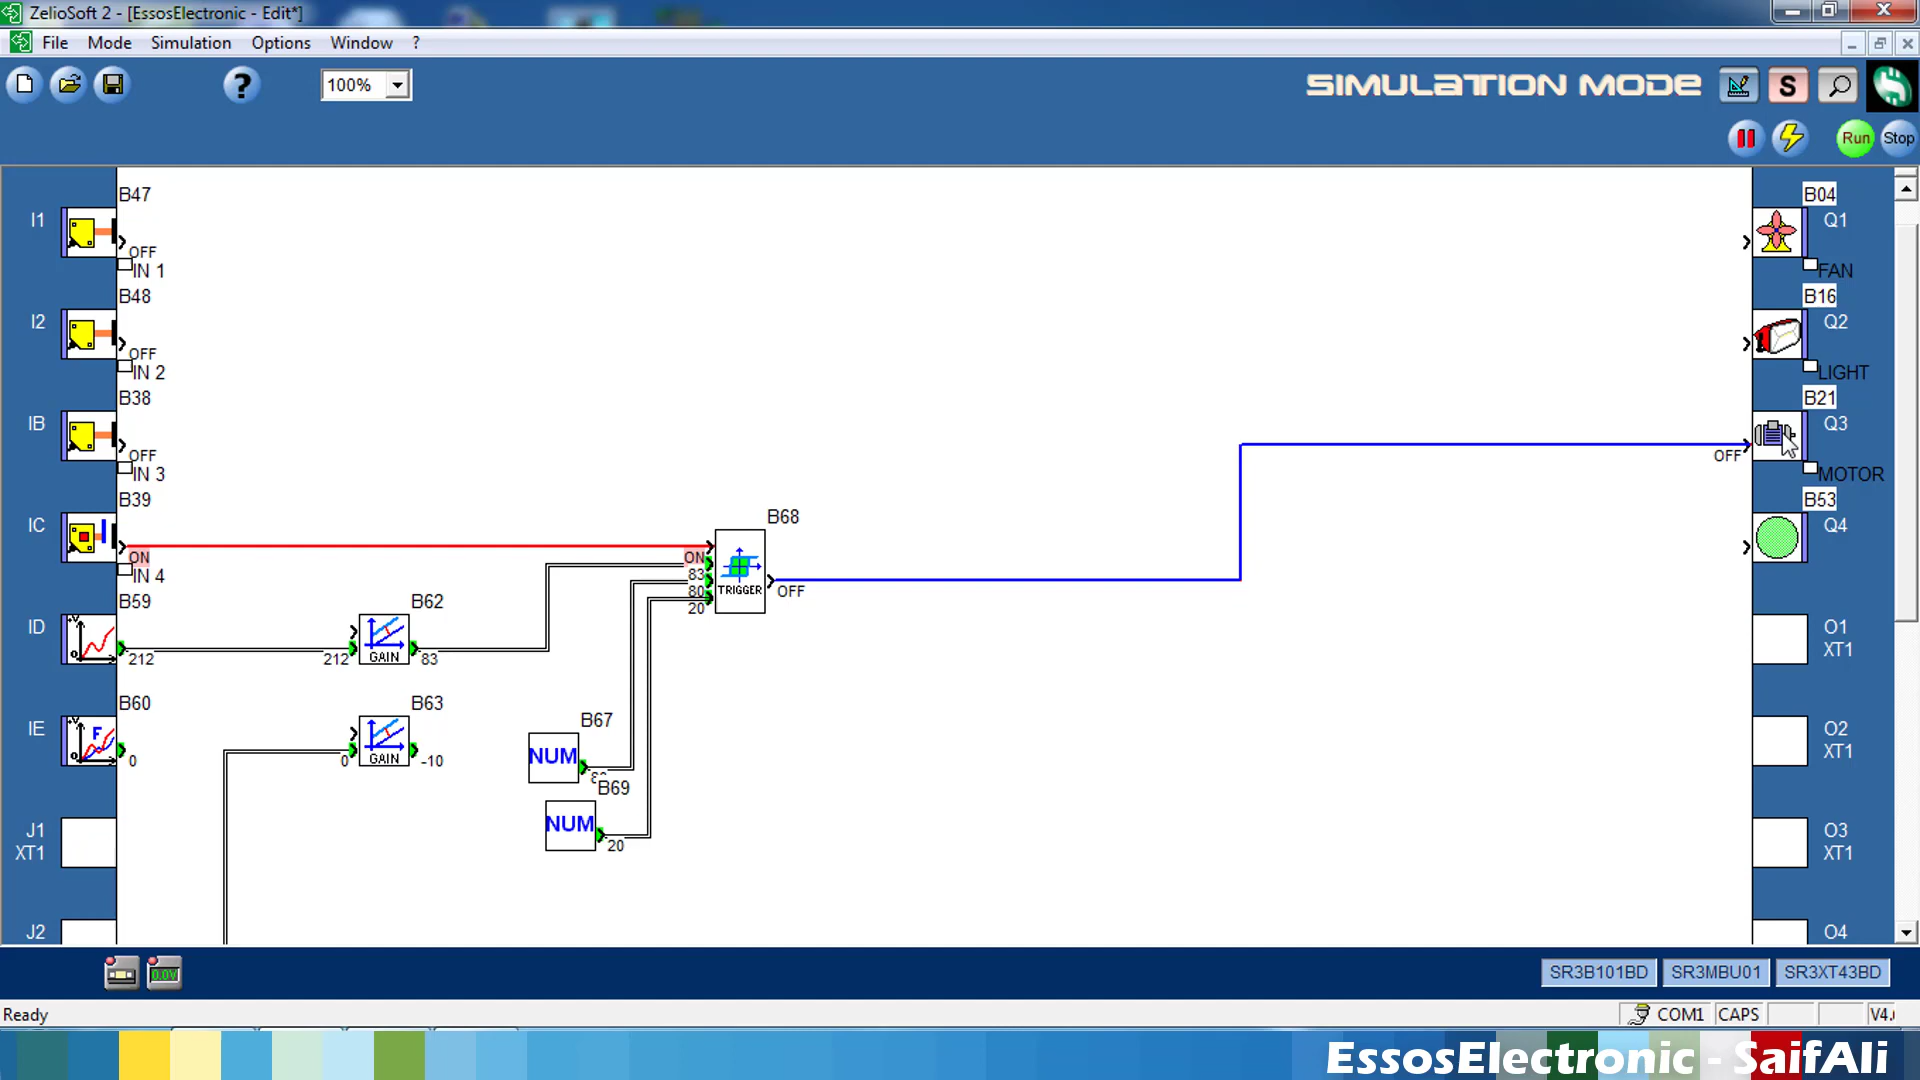 ZelioSoft 2 - [EssosElectronic - Edit*]
File Mode Simulation Options Window ?
? 100% SIMULATION MODE S
Run Stop
B47
I1
OFF
IN 1
B48
I2
OFF
IN 2
B38
IB
OFF
IN 3
B39
IC
ON
IN 4
B59
ID
212
B60
IE
F
0
J1
XT1
J2
B62
212 GAIN 83
B63
0 GAIN -10
B67
NUM
B69
NUM
20
B68
ON
83
80
20
TRIGGER
OFF
B04
Q1
FAN
B16
Q2
LIGHT
B21
Q3
OFF
MOTOR
B53
Q4
O1
XT1
O2
XT1
O3
XT1
O4
0.0V
SR3B101BD SR3MBU01 SR3XT43BD
Ready COM1 CAPS
EssosElectronic - SaifAli